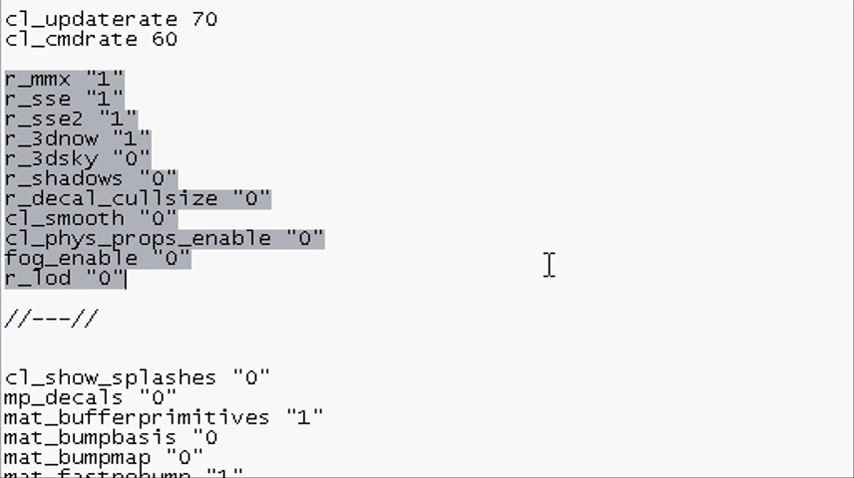 cl_updaterate 70
cl_cmdrate 60
r_mmx "1"
r_sse "1"
r_sse2 "1"
r_3dnow "1"
r_3dsky "0"
r_shadows "0"
r_decal_cullsize "0"
cl_smooth "0"
cl_phys_props_enable "0"
fog_enable "0"
r_lod "0"
//---//
cl_show_splashes "0"
mp_decals "0"
mat_bufferprimitives "1"
mat_bumpbasis "0
mat_bumpmap "0"
"1"